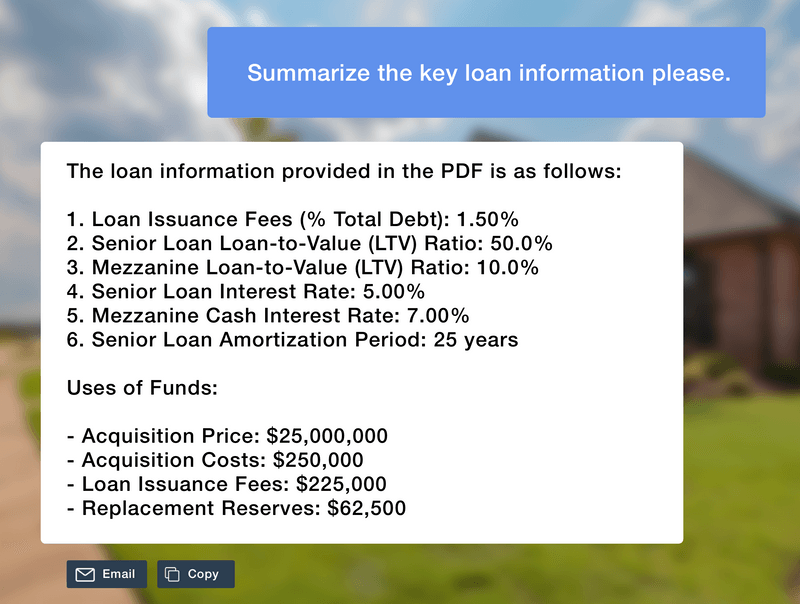 Summarize the key loan information please.
The loan information provided in the PDF is as follows:
1. Loan Issuance Fees (% Total Debt): 1.50%
2. Senior Loan Loan-to-Value (LTV) Ratio: 50.0%
3. Mezzanine Loan-to-Value (LTV) Ratio: 10.0%
4. Senior Loan Interest Rate: 5.00%
5. Mezzanine Cash Interest Rate: 7.00%
6. Senior Loan Amortization Period: 25 years
Uses of Funds:
- Acquisition Price: $25,000,000
- Acquisition Costs: $250,000
- Loan Issuance Fees: $225,000
- Replacement Reserves: $62,500
Email
Copy